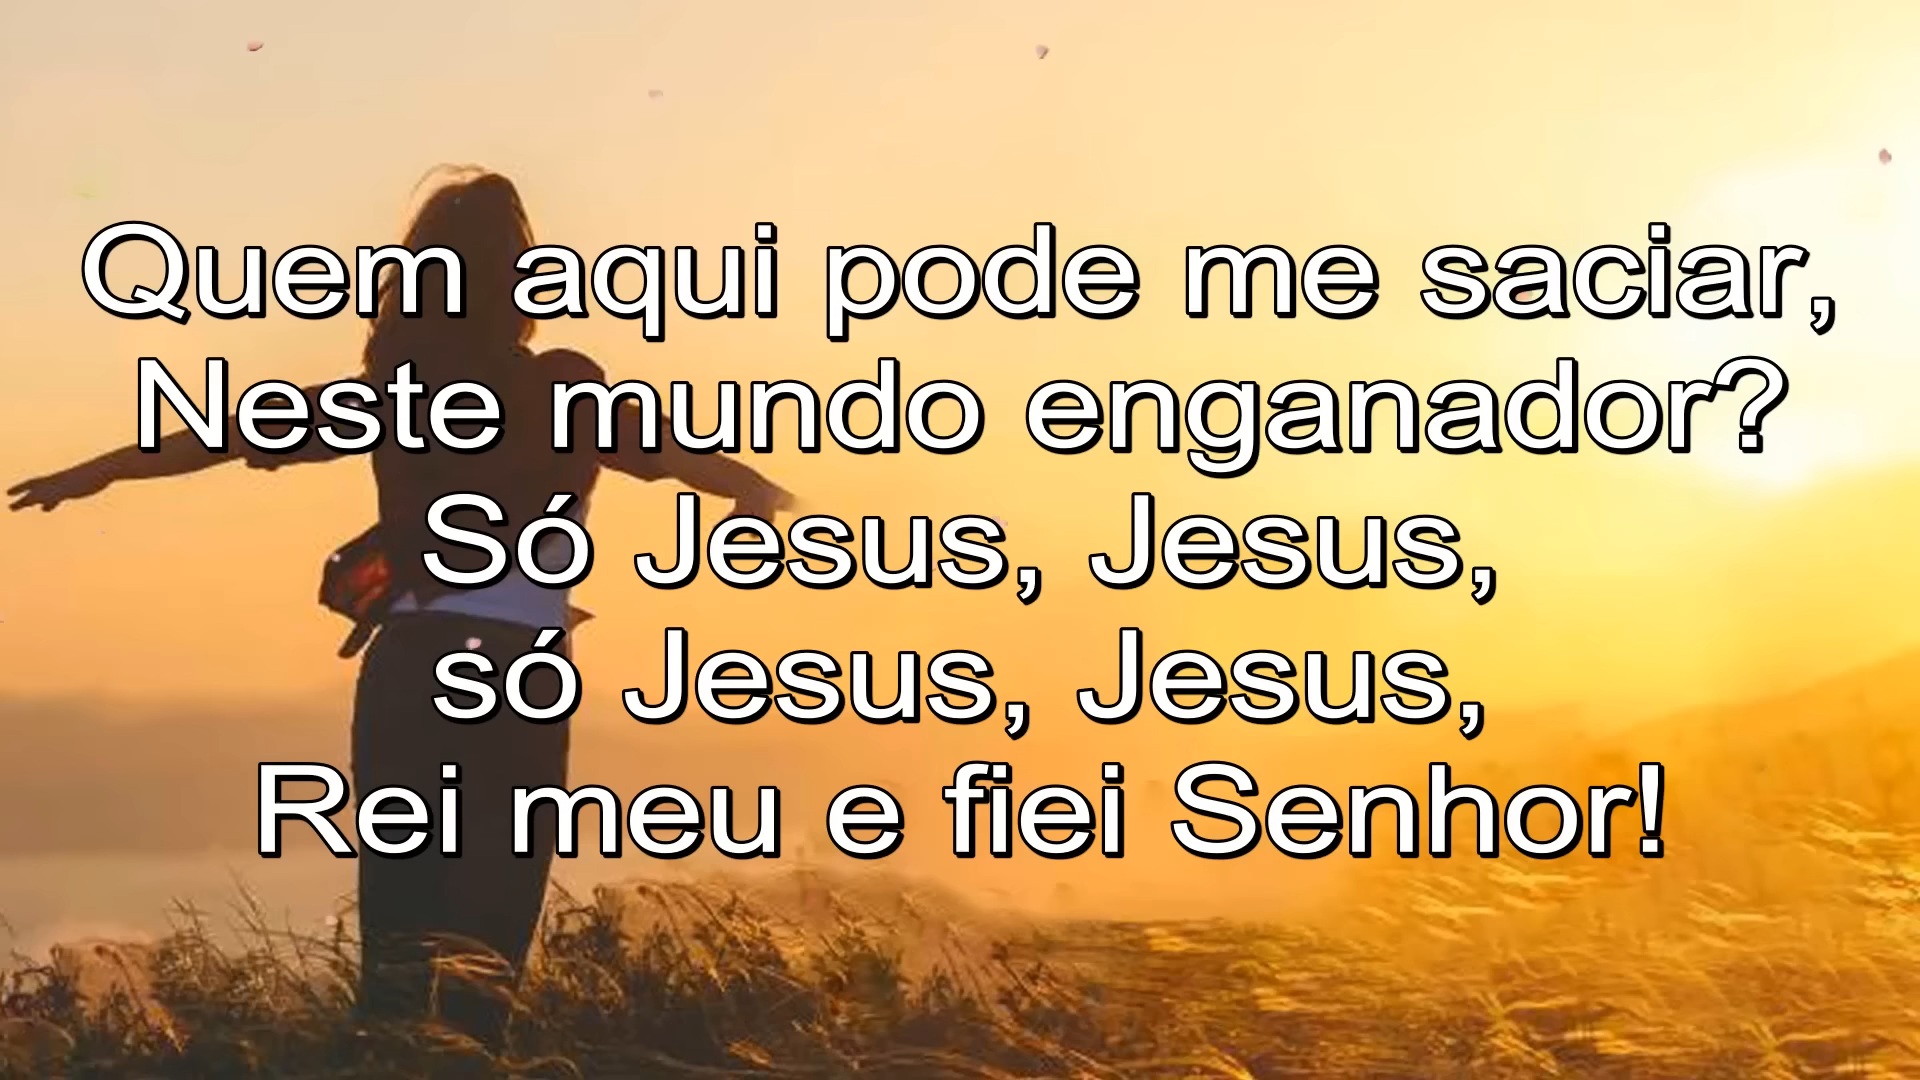 Quem aqui pode me saciar,
Neste mundo enganador?
Só Jesus, Jesus,
só Jesus, Jesus,
Rei meu e fiei Senhor!